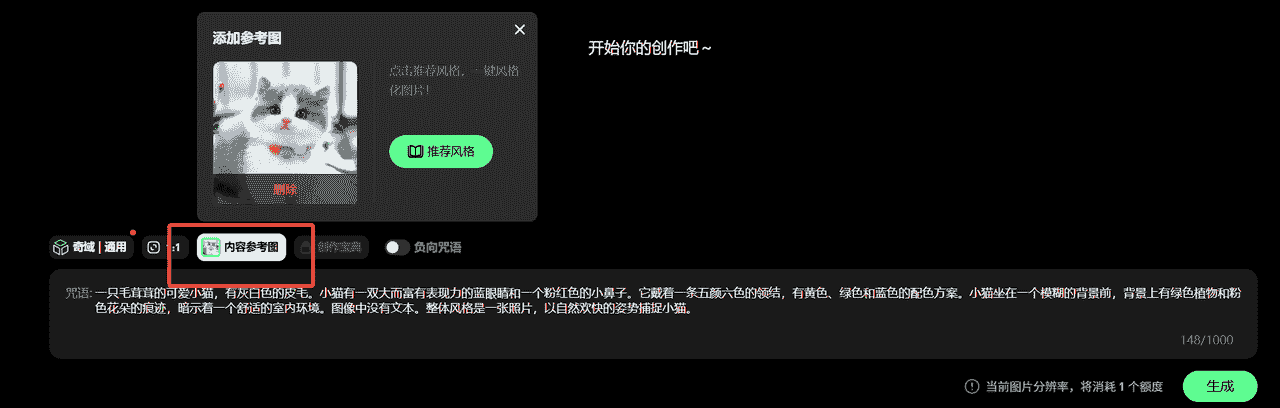 添加参考图
开始你的创作吧~
点击推荐风格，一键风格
化图片！
推荐风格
删除
奇域 | 通用
:1
内容参考图
创作宝典
负向咒语
咒语: 一只毛茸茸的可爱小猫，有灰白色的皮毛。小猫有一双大而富有表现力的蓝眼睛和一个粉红色的小鼻子。它戴着一条五颜六色的领结，有黄色、绿色和蓝色的配色方案。小猫坐在一个模糊的背景前，背景上有绿色植物和粉
色花朵的痕迹，暗示着一个舒适的室内环境。图像中没有文本。整体风格是一张照片，以自然欢快的姿势捕捉小猫。
148/1000
当前图片分辨率，将消耗 1 个额度
生成